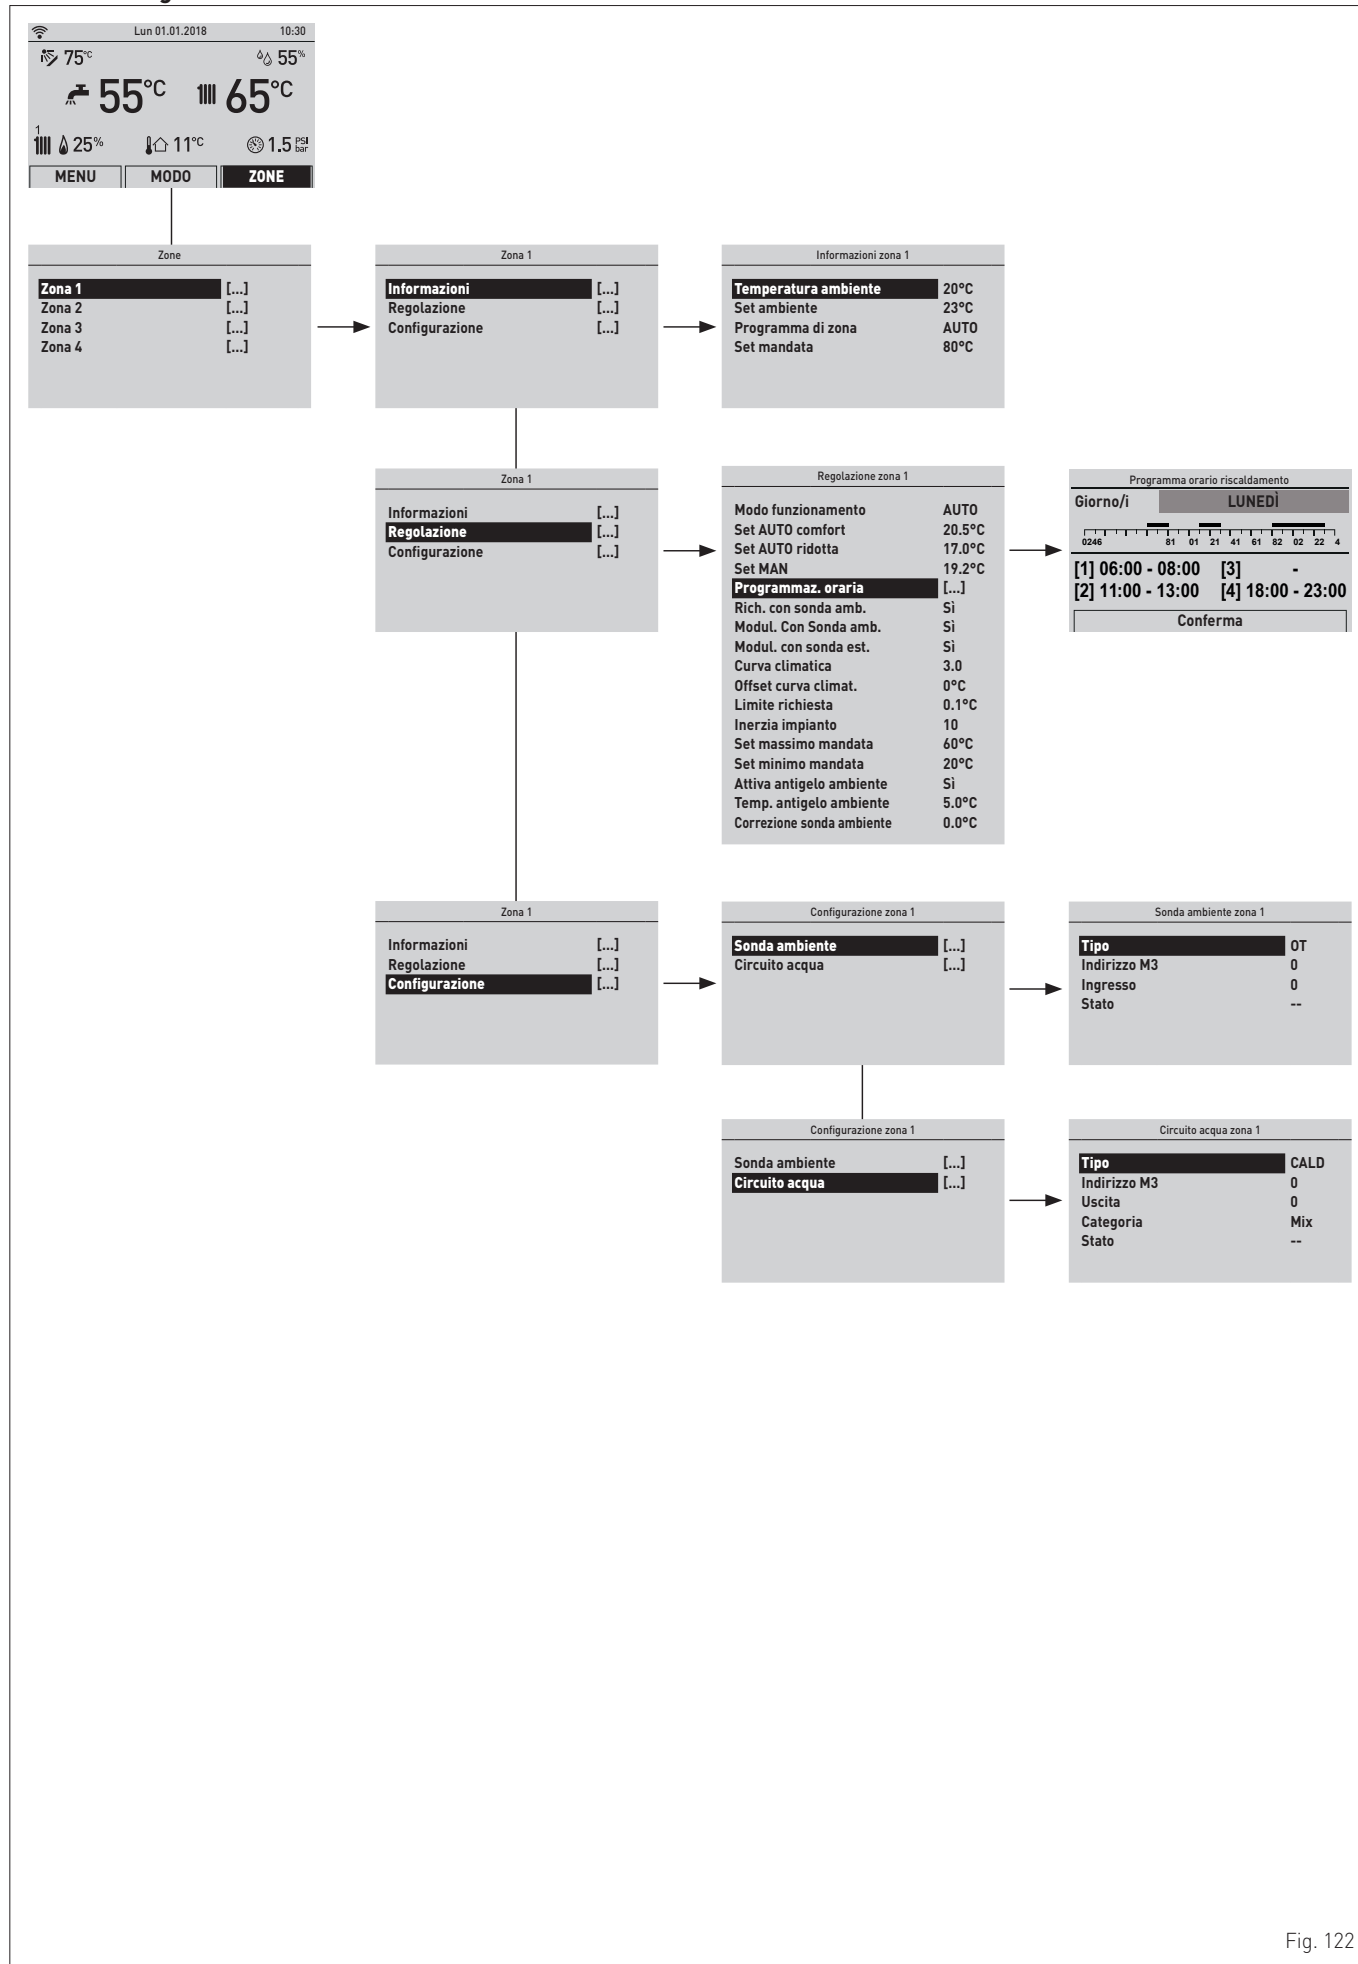 Lun 01.01.2018 10:30
75°C 55%
55°C 65°C
1
25% 11°C 1.5 PSI bar
MENU MODO ZONE
Zone
Zona 1 [...]
Zona 2 [...]
Zona 3 [...]
Zona 4 [...]
Zona 1
Informazioni [...]
Regolazione [...]
Configurazione [...]
Informazioni zona 1
Temperatura ambiente 20°C
Set ambiente 23°C
Programma di zona AUTO
Set mandata 80°C
Zona 1
Informazioni [...]
Regolazione [...]
Configurazione [...]
Regolazione zona 1
Modo funzionamento AUTO
Set AUTO comfort 20.5°C
Set AUTO ridotta 17.0°C
Set MAN 19.2°C
Programmaz. oraria [...]
Rich. con sonda amb. Sì
Modul. Con Sonda amb. Sì
Modul. con sonda est. Sì
Curva climatica 3.0
Offset curva climat. 0°C
Limite richiesta 0.1°C
Inerzia impianto 10
Set massimo mandata 60°C
Set minimo mandata 20°C
Attiva antigelo ambiente Sì
Temp. antigelo ambiente 5.0°C
Correzione sonda ambiente 0.0°C
Programma orario riscaldamento
Giorno/i LUNEDÌ
0246 81 01 21 41 61 82 02 22 4
[1] 06:00 - 08:00 [3] -
[2] 11:00 - 13:00 [4] 18:00 - 23:00
Conferma
Zona 1
Informazioni [...]
Regolazione [...]
Configurazione [...]
Configurazione zona 1
Sonda ambiente [...]
Circuito acqua [...]
Sonda ambiente zona 1
Tipo OT
Indirizzo M3 0
Ingresso 0
Stato --
Configurazione zona 1
Sonda ambiente [...]
Circuito acqua [...]
Circuito acqua zona 1
Tipo CALD
Indirizzo M3 0
Uscita 0
Categoria Mix
Stato --
Fig. 122